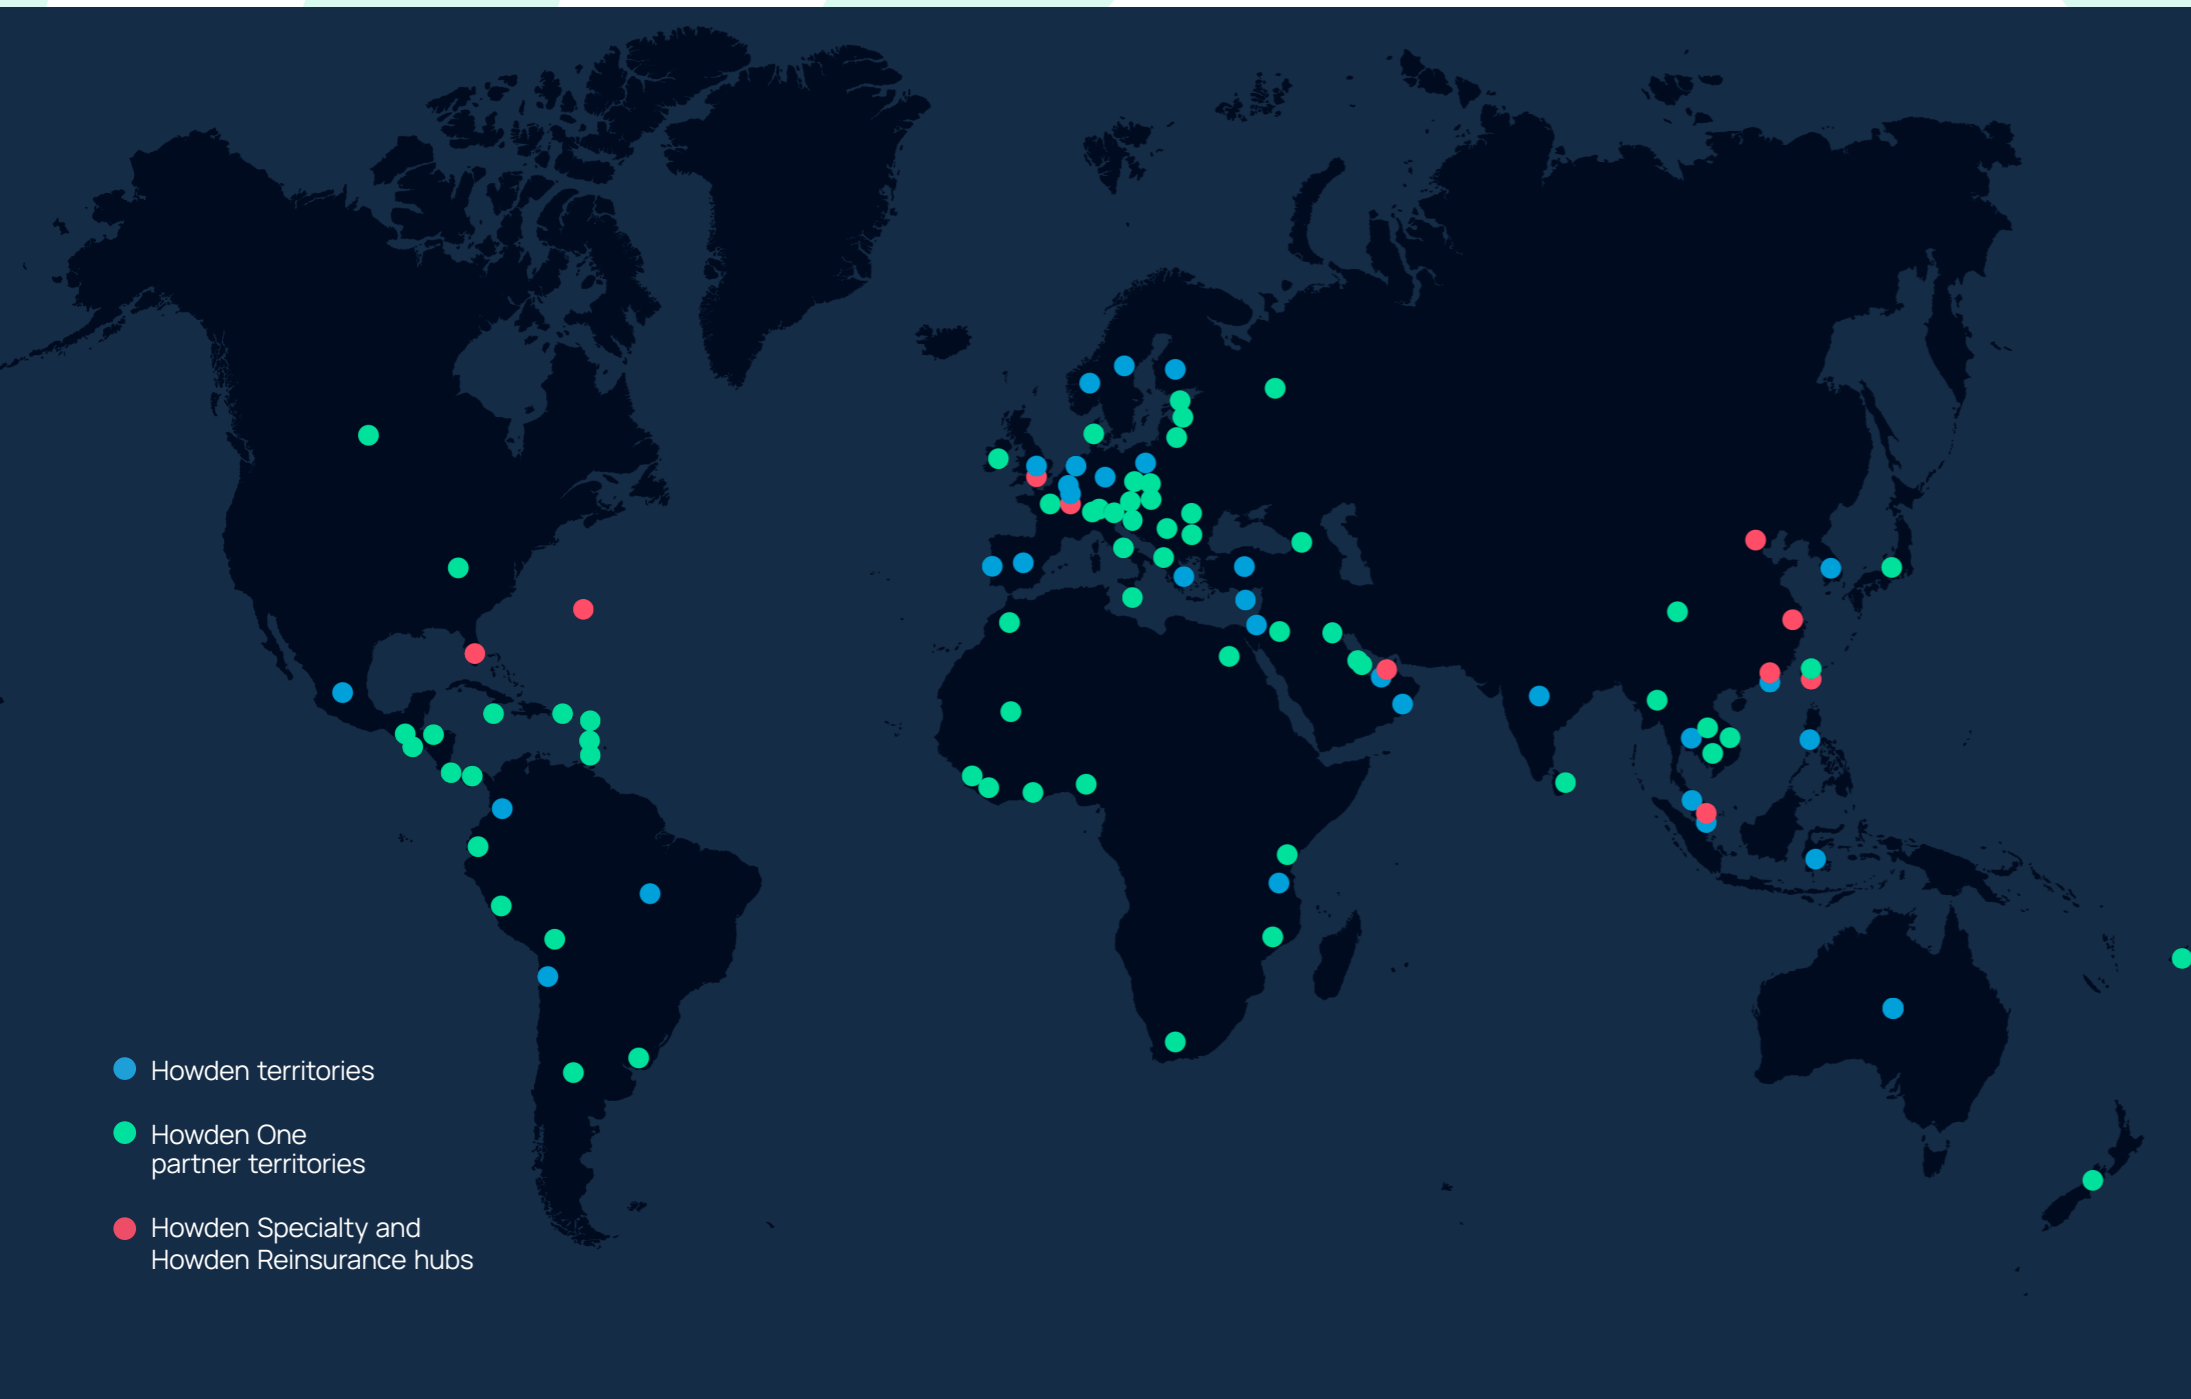 Howden territories
Howden One
partner territories
Howden Specialty and
Howden Reinsurance hubs